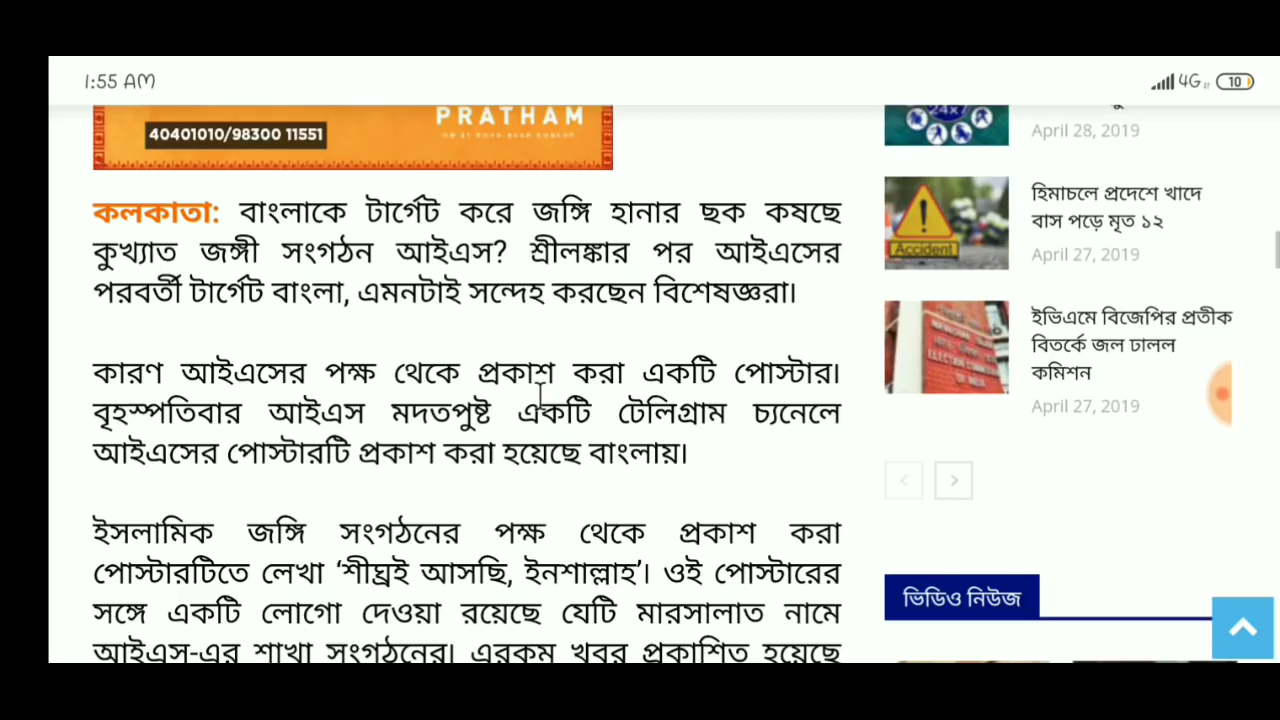 1:55 AM
4G
10
PRATHAM
40401010/98300 11551
কলকাতা: বাংলাকে টার্গেট করে জঙ্গি হানার ছক কষছে
কুখ্যাত জঙ্গী সংগঠন আইএস? শ্রীলঙ্কার পর আইএসের
পরবর্তী টার্গেট বাংলা, এমনটাই সন্দেহ করছেন বিশেষজ্ঞরা।
কারণ আইএসের পক্ষ থেকে প্রকাশ করা একটি পোস্টার।
বৃহস্পতিবার আইএস মদতপুষ্ট একটি টেলিগ্রাম চ্যনেলে
আইএসের পোস্টারটি প্রকাশ করা হয়েছে বাংলায়।
ইসলামিক জঙ্গি সংগঠনের পক্ষ থেকে প্রকাশ করা
পোস্টারটিতে লেখা ‘শীঘ্রই আসছি, ইনশাল্লাহ’। ওই পোস্টারের
সঙ্গে একটি লোগো দেওয়া রয়েছে যেটি মারসালাত নামে
আইএস-এর শাখা সংগঠনের। এরকম খবর প্রকাশিত হয়েছে
24x7
April 28, 2019
Accident
হিমাচলে প্রদেশে খাদে
বাস পড়ে মৃত ১২
April 27, 2019
ইভিএমে বিজেপির প্রতীক
বিতর্কে জল ঢালল
কমিশন
April 27, 2019
ভিডিও নিউজ